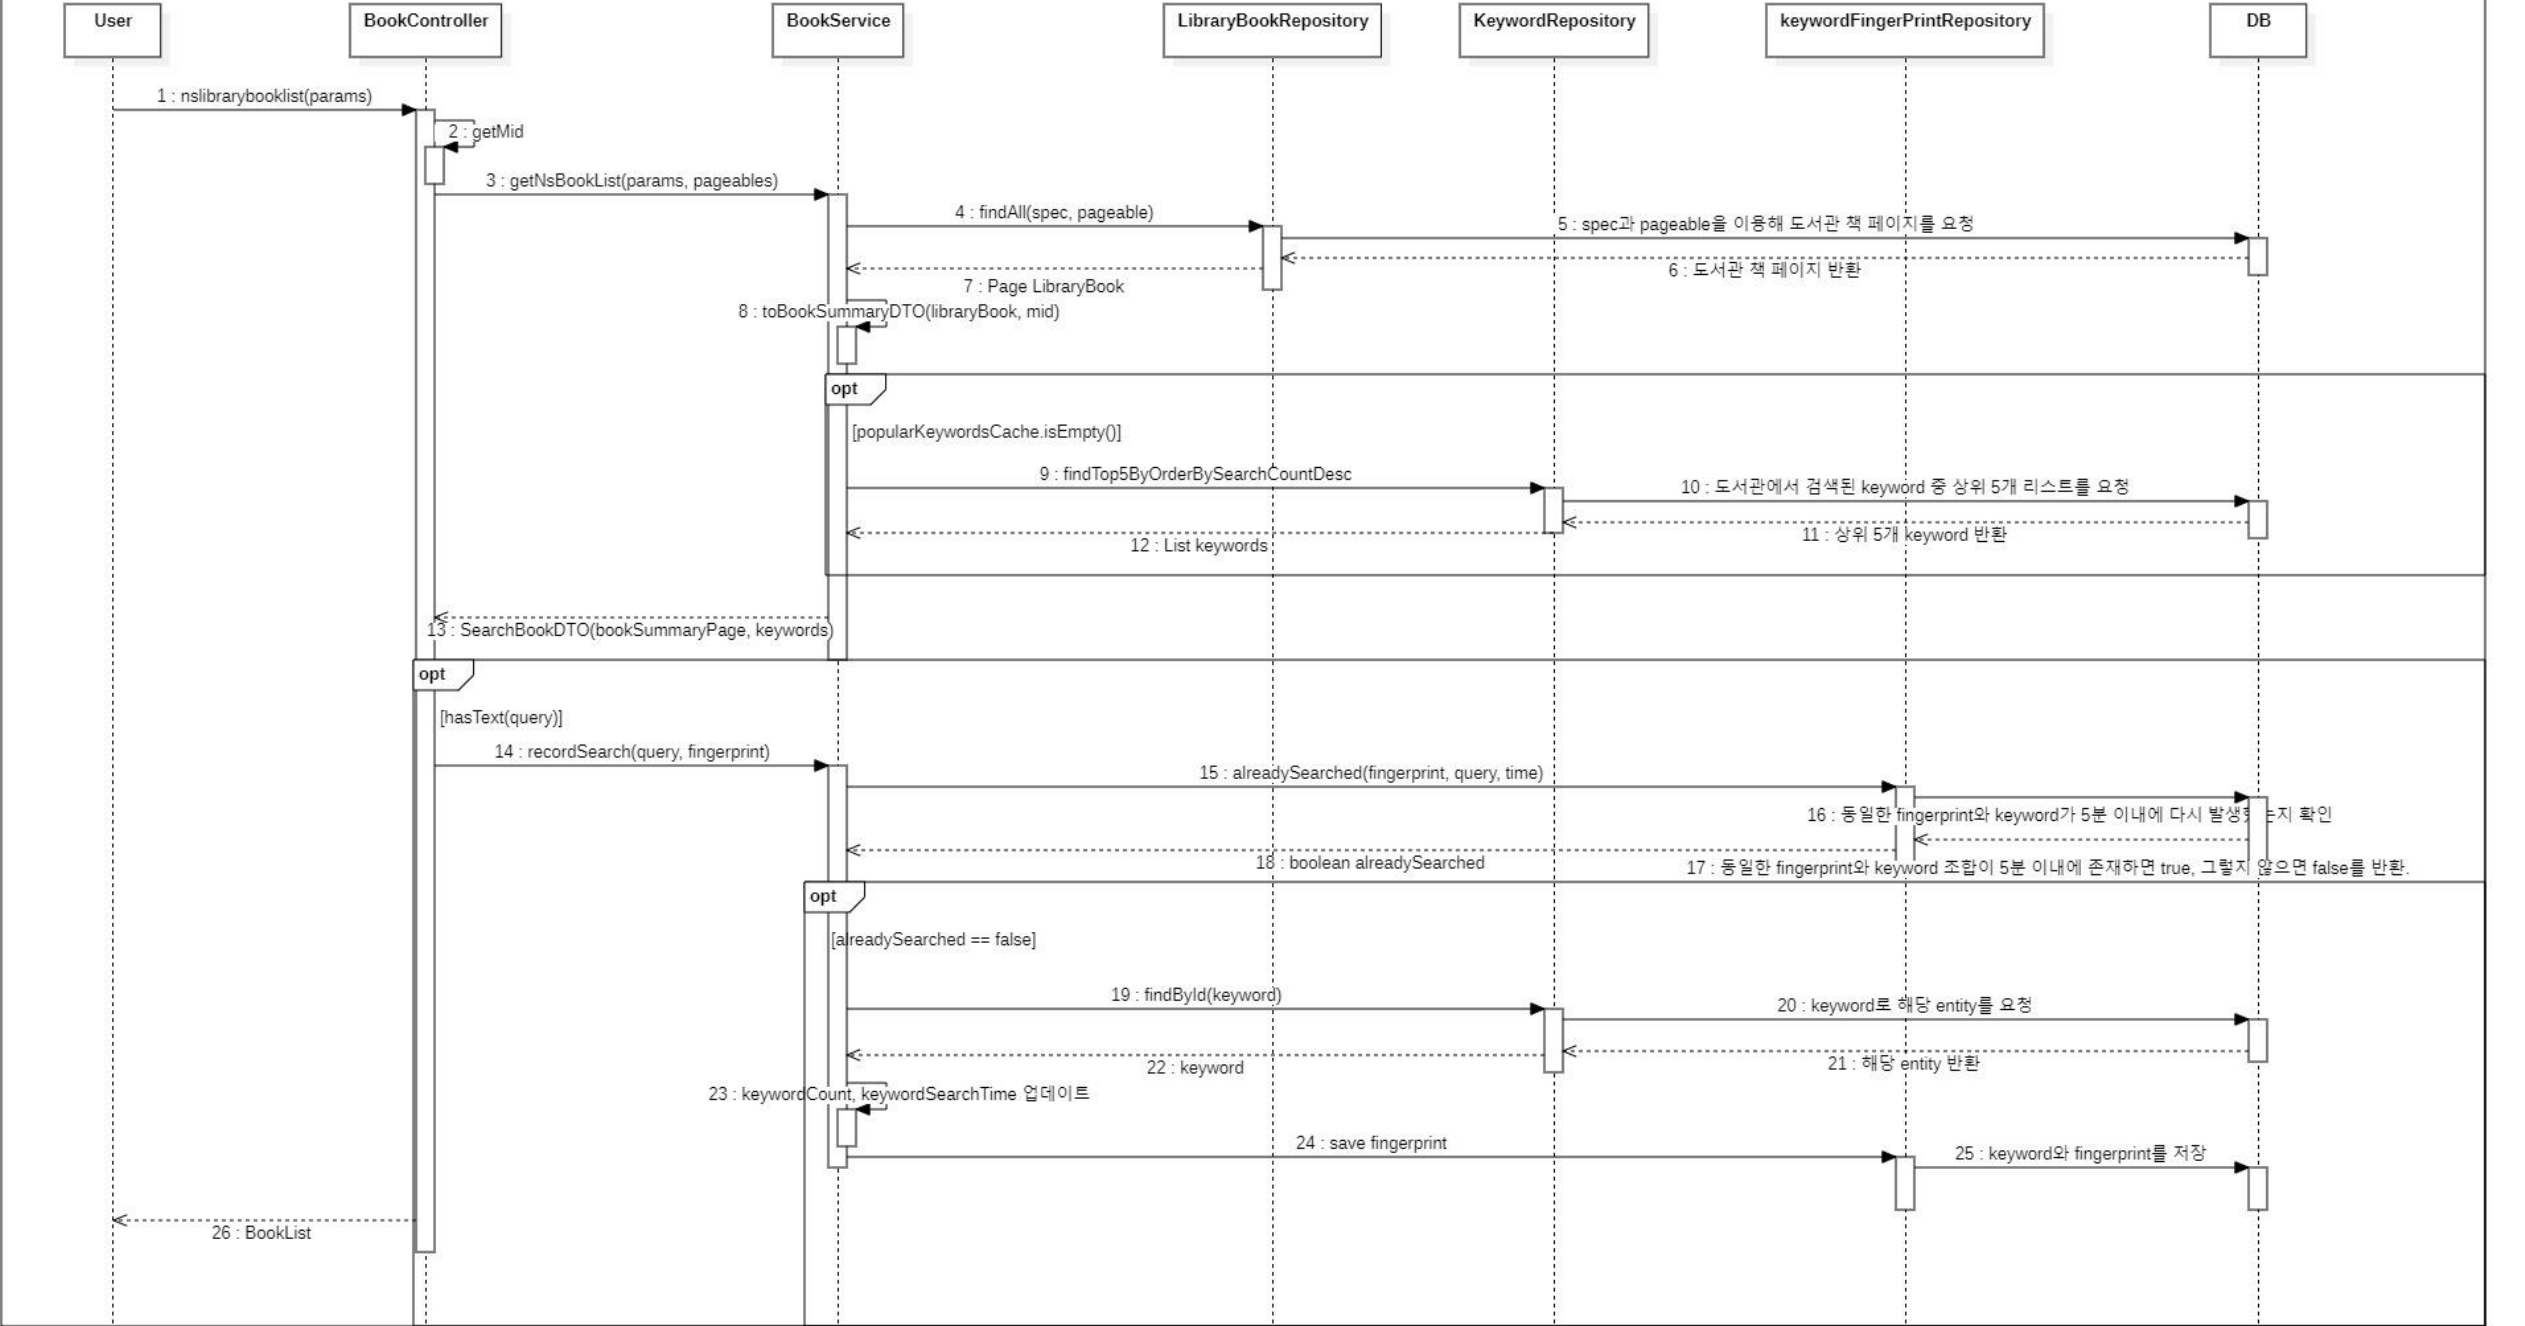 User
BookController
BookService
LibraryBookRepository
KeywordRepository
keywordFingerPrintRepository
DB
1 : nslibrarybooklist(params)
2 : getMid
3 : getNsBookList(params, pageables)
4 : findAll(spec, pageable)
5 : spec과 pageable을 이용해 도서관 책 페이지를 요청
6 : 도서관 책 페이지 반환
7 : Page LibraryBook
8 : toBookSummaryDTO(libraryBook, mid)
opt
[popularKeywordsCache.isEmpty()]
9 : findTop5ByOrderBySearchCountDesc
10 : 도서관에서 검색된 keyword 중 상위 5개 리스트를 요청
11 : 상위 5개 keyword 반환
12 : List keywords
13 : SearchBookDTO(bookSummaryPage, keywords)
opt
[hasText(query)]
14 : recordSearch(query, fingerprint)
15 : alreadySearched(fingerprint, query, time)
16 : 동일한 fingerprint와 keyword가 5분 이내에 다시 확인
18 : boolean alreadySearched
17 : 동일한 fingerprint와 keyword 조합이 5분 이내에 존재하면 true, 그렇지 않으면 false를 반환.
opt
[alreadySearched == false]
19 : findById(keyword)
20 : keyword로 해당 entity를 요청
21 : 해당 entity 반환
22 : keyword
23 : keywordCount, keywordSearchTime 업데이트
24 : save fingerprint
25 : keyword와 fingerprint를 저장
26 : BookList